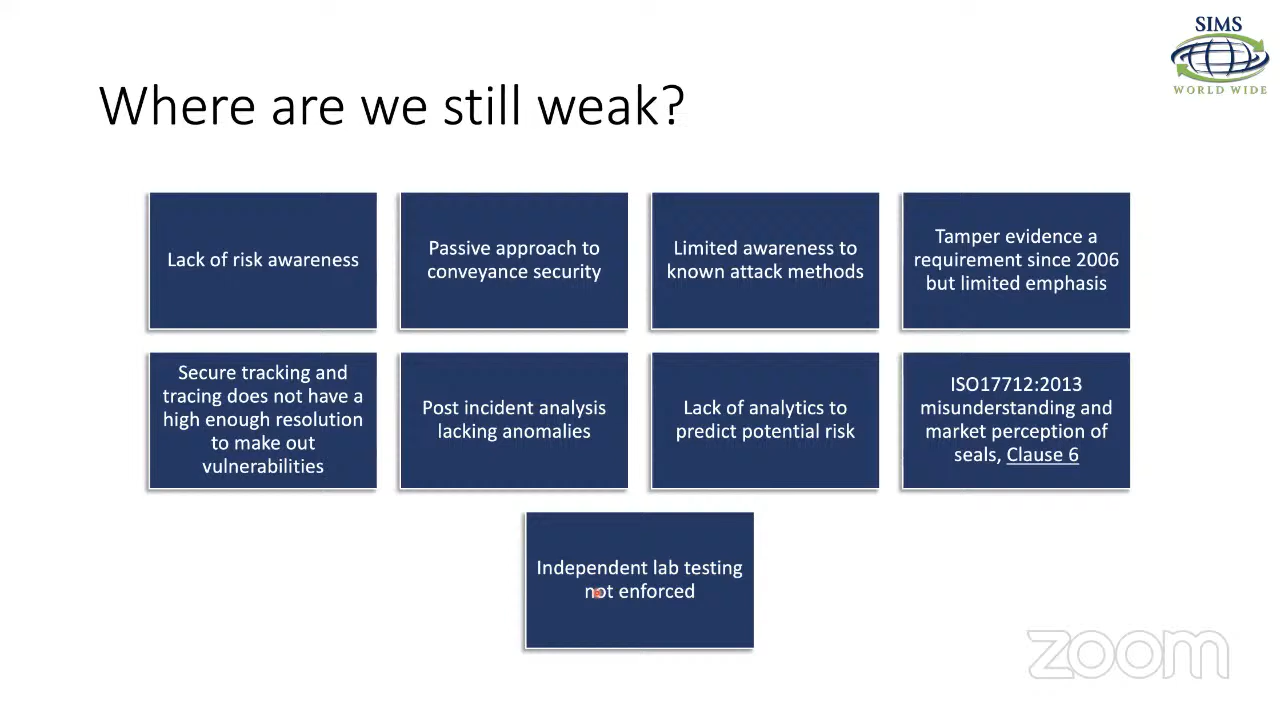 SIMS
WORLD WIDE
Where are we still weak?
Lack of risk awareness
Passive approach to
conveyance security
Limited awareness to
known attack methods
Tamper evidence a
requirement since 2006
but limited emphasis
Secure tracking and
tracing does not have a
high enough resolution
to make out
vulnerabilities
Post incident analysis
lacking anomalies
Lack of analytics to
predict potential risk
ISO17712:2013
misunderstanding and
market perception of
seals, Clause 6
Independent lab testing
not enforced
zoom